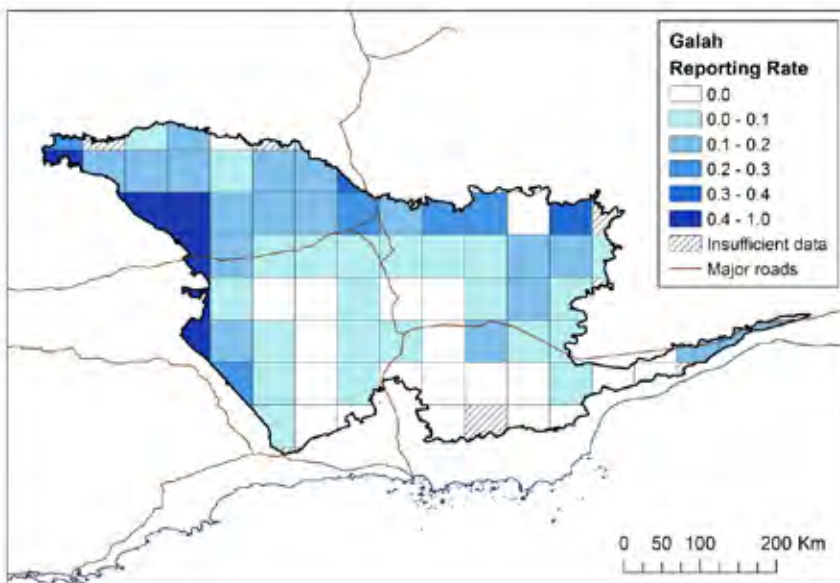 Galah
Reporting Rate
0.0
0.0 - 0.1
0.1 - 0.2
0.2 - 0.3
0.3 - 0.4
0.4 - 1.0
Insufficient data
Major roads
0 50 100 200 Km